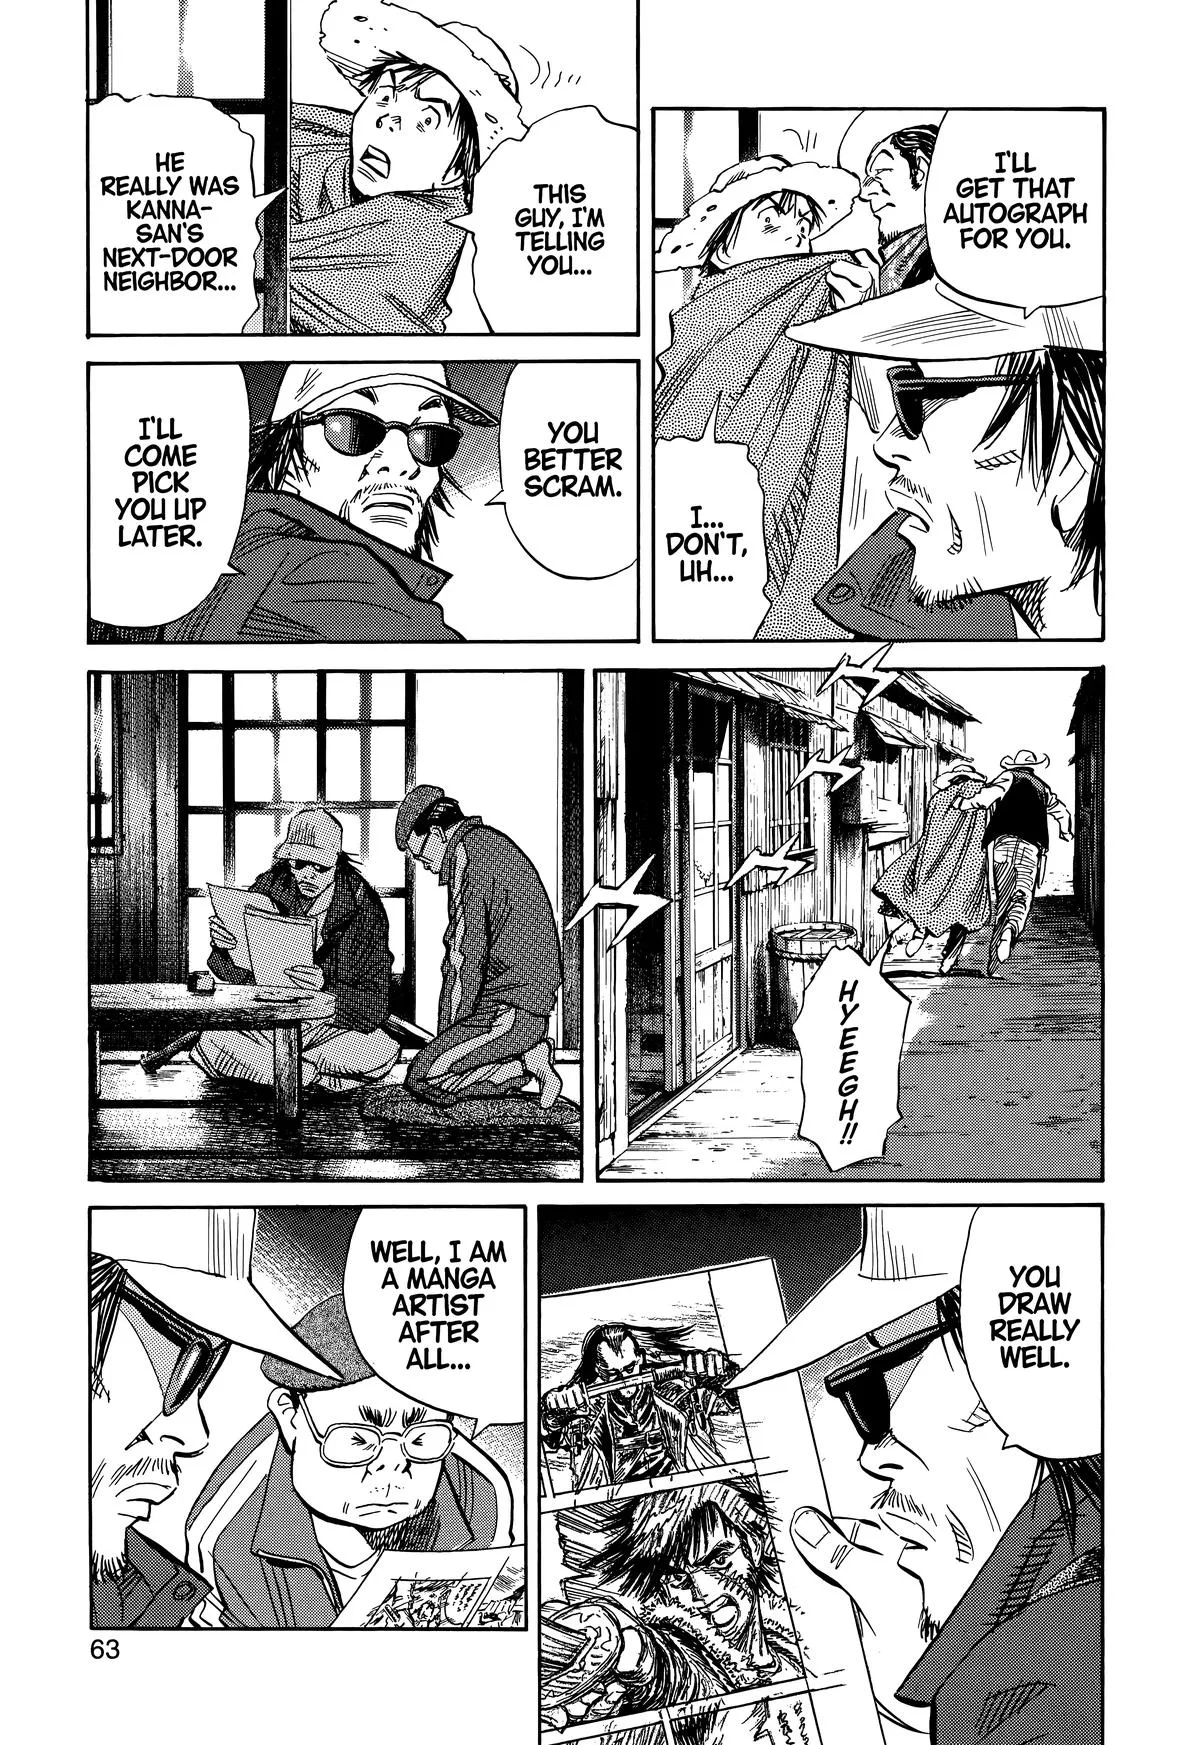 I'LL
GET THAT
AUTOGRAPH
FOR YOU.
I...
DON'T,
UH...
THIS
GUY, I'M
TELLING
YOU...
HE
REALLY WAS
KANNA-
SAN'S
NEXT-DOOR
NEIGHBOR...
YOU
BETTER
SCRAM.
I'LL
COME
PICK
YOU UP
LATER.
HYEEGH!!
YOU
DRAW
REALLY
WELL.
WELL, I AM
A MANGA
ARTIST
AFTER
ALL...
63